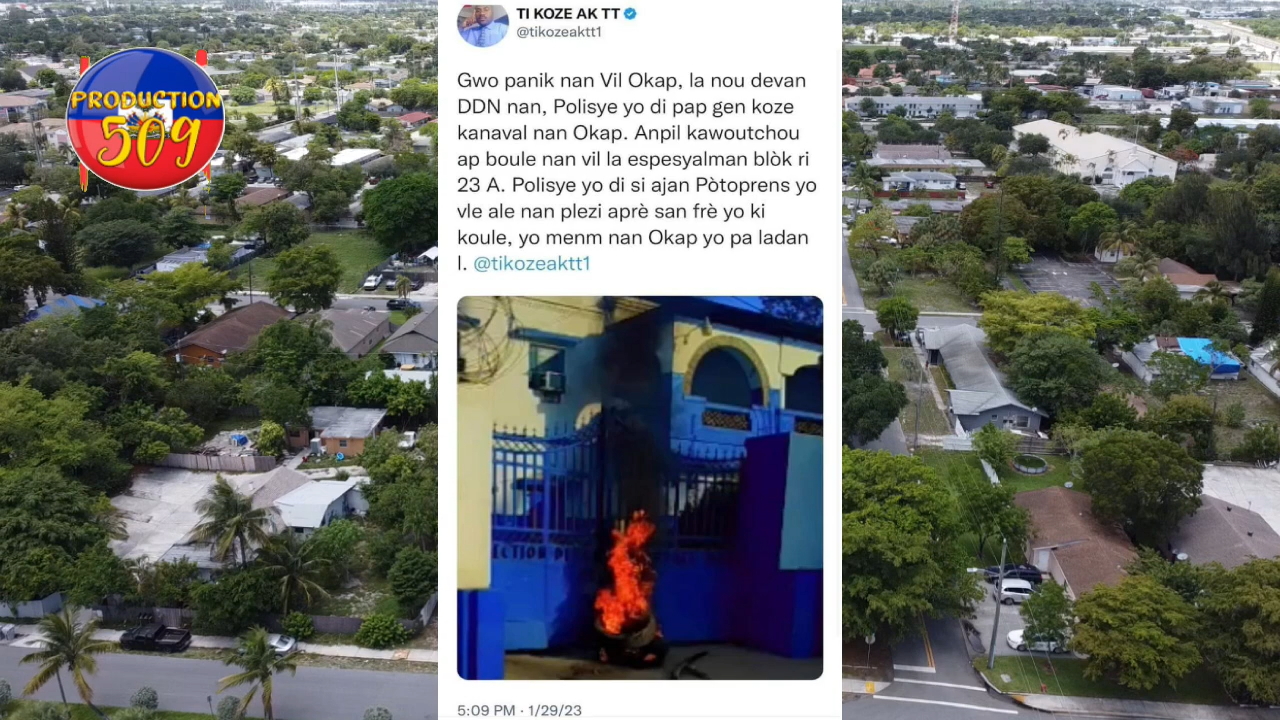 PRODUCTION
509
TI KOZE AK TT
@tikozeaktt1
Gwo panik nan Vil Okap, la nou devan
DDN nan, Polisye yo di pap gen koze
kanaval nan Okap. Anpil kawoutchou
ap boule nan vil la espesyalman blòk ri
23 A. Polisye yo di si ajan Pòtoprens yo
vle ale nan plezi aprè san frè yo ki
koule, yo menm nan Okap yo pa ladan
l. @tikozeaktt1
5:09 PM · 1/29/23